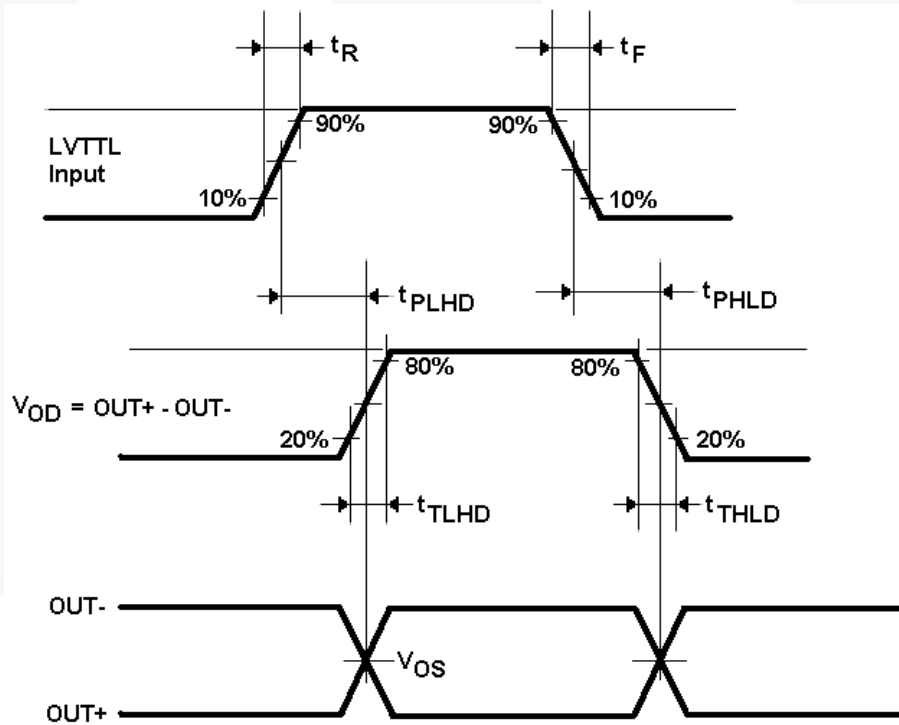 tR
tF
90%
90%
LVTTL
Input
10%
10%
tPLHD
tPHLD
80%
80%
VOD = OUT+ - OUT-
20%
20%
tTLHD
tTHLD
OUT-
VOS
OUT+